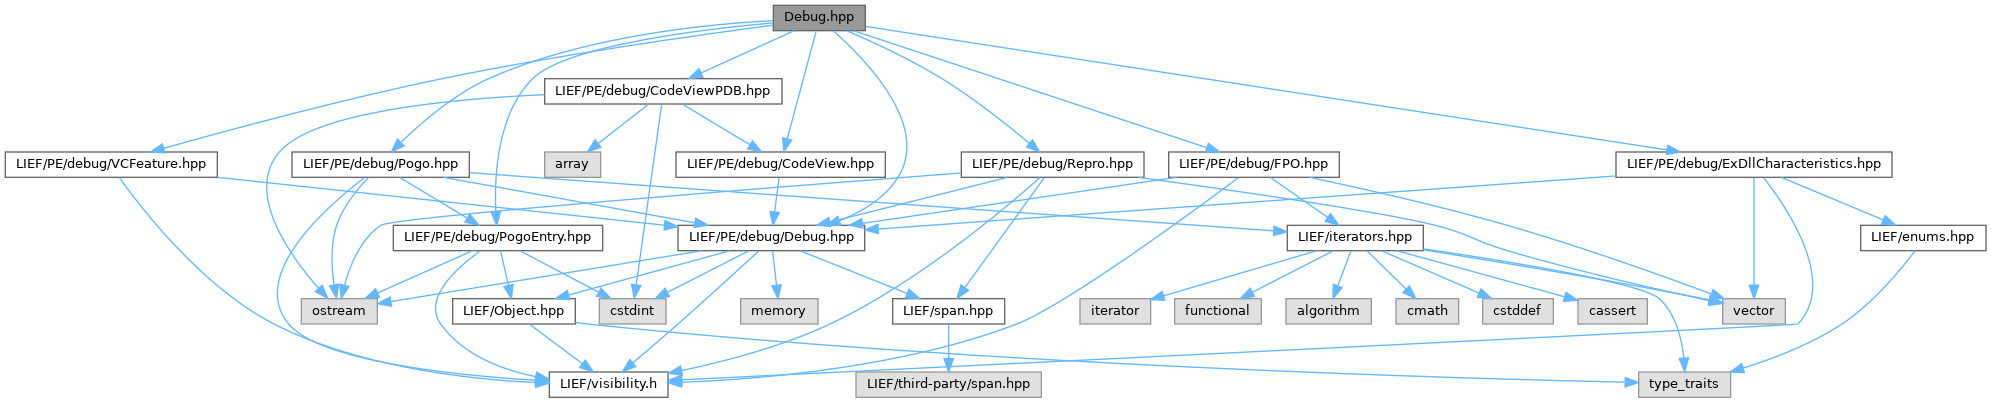 Debug.hpp
LIEF/PE/debug/CodeViewPDB.hpp
LIEF/PE/debug/VCFeature.hpp
LIEF/PE/debug/Pogo.hpp
array
LIEF/PE/debug/CodeView.hpp
LIEF/PE/debug/Repro.hpp
LIEF/PE/debug/FPO.hpp
LIEF/PE/debug/ExDllCharacteristics.hpp
LIEF/PE/debug/PogoEntry.hpp
LIEF/PE/debug/Debug.hpp
LIEF/iterators.hpp
LIEF/enums.hpp
ostream
LIEF/Object.hpp
cstdint
memory
LIEF/span.hpp
iterator
functional
algorithm
cmath
cstddef
cassert
vector
LIEF/visibility.h
LIEF/third-party/span.hpp
type_traits